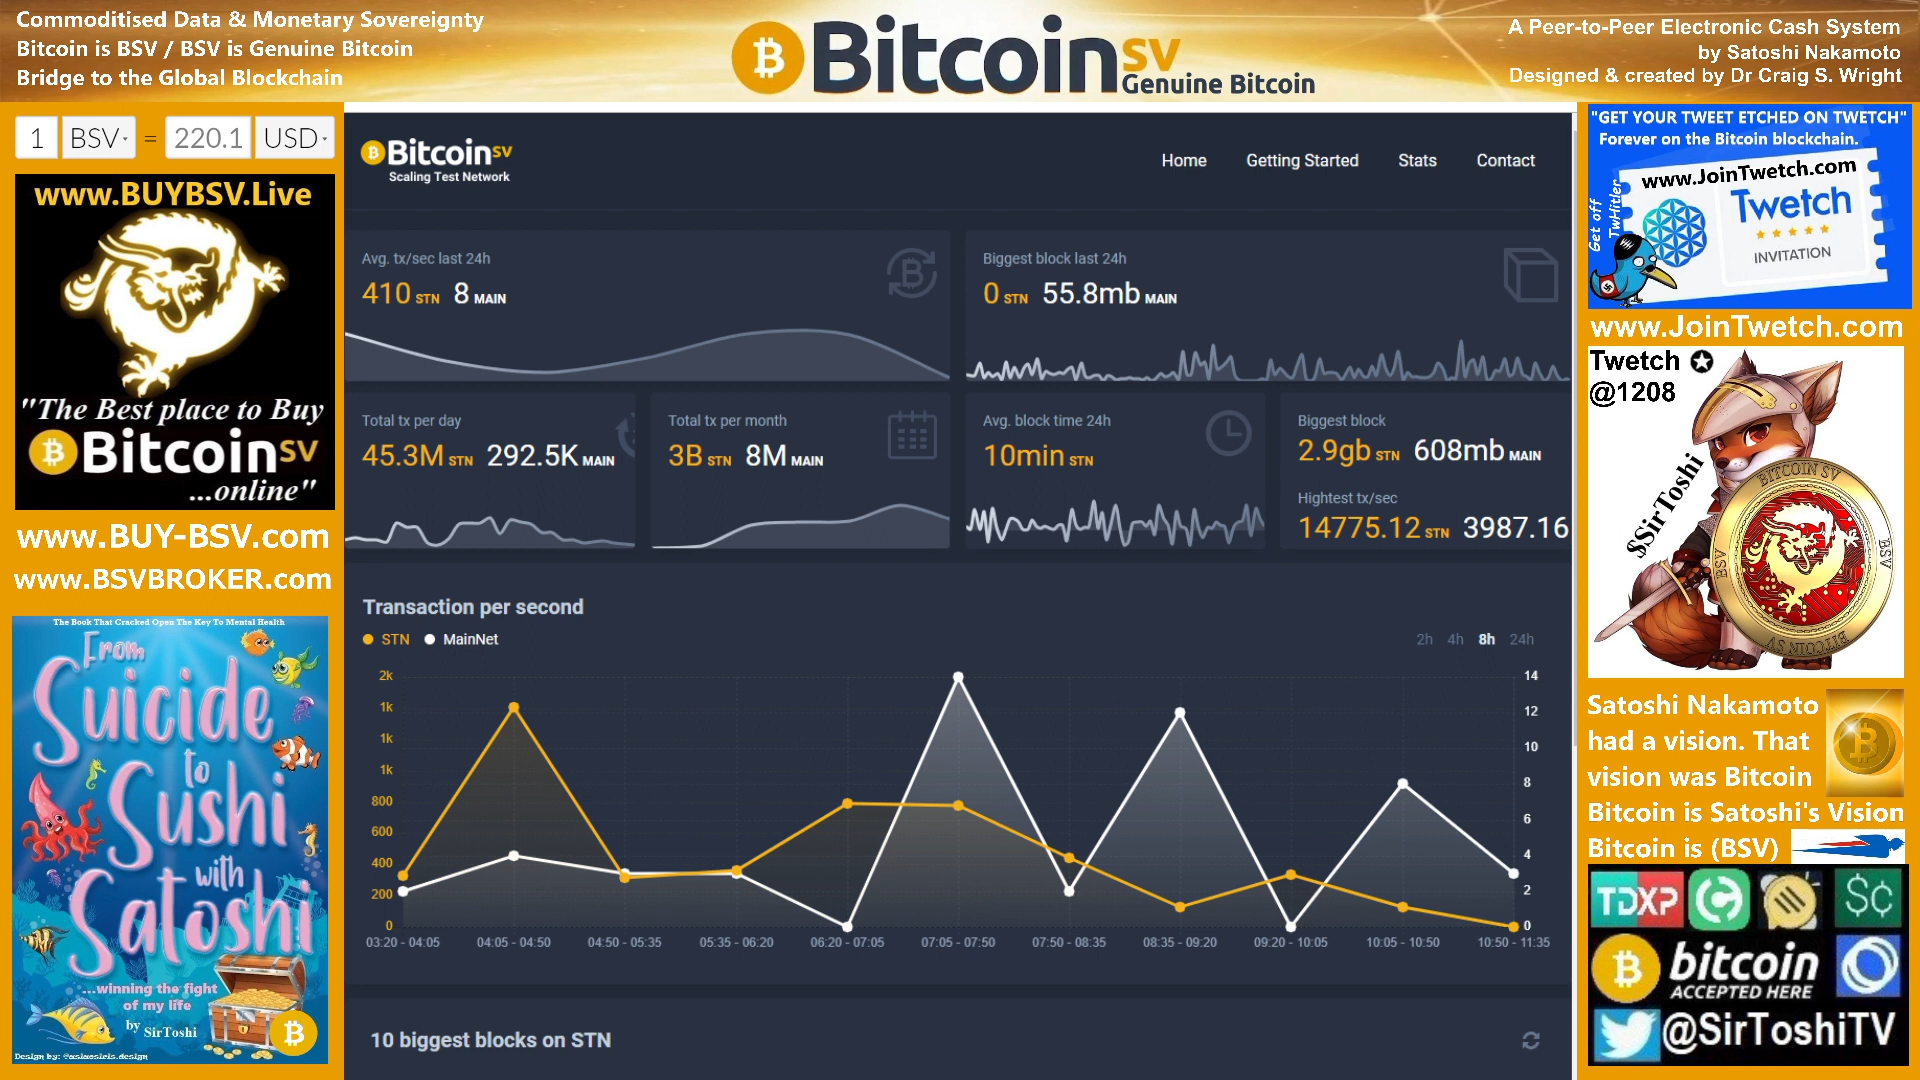 Commoditised Data & Monetary Sovereignty
Bitcoin is BSV / BSV is Genuine Bitcoin
Bridge to the Global Blockchain
BitcoinSV
Genuine Bitcoin
A Peer-to-Peer Electronic Cash System
by Satoshi Nakamoto
Designed & created by Dr Craig S. Wright
1 BSV = 220.1 USD
www.BUYBSV.Live
"The Best place to Buy
BitcoinSV
...online"
www.BUY-BSV.com
www.BSVBROKER.com
The Book That Cracked Open The Key To Mental Health
From
Suicide
to
Sushi
with
Satoshi
...winning the fight
of my life
by SirToshi
Design by: @asiaosiris.design
BitcoinSV
Scaling Test Network
Home Getting Started Stats Contact
Avg. tx/sec last 24h
410 STN 8 MAIN
Biggest block last 24h
0 STN 55.8mb MAIN
Total tx per day
45.3M STN 292.5K MAIN
Total tx per month
3B STN 8M MAIN
Avg. block time 24h
10min STN
Biggest block
2.9gb STN 608mb MAIN
Hightest tx/sec
14775.12 STN 3987.16
Transaction per second
STN MainNet
2h 4h 8h 24h
2k
1k
1k
1k
800
600
400
200
0
14
12
10
8
6
4
2
0
03:20 - 04:05 04:05 - 04:50 04:50 - 05:35 05:35 - 06:20 06:20 - 07:05 07:05 - 07:50 07:50 - 08:35 08:35 - 09:20 09:20 - 10:05 10:05 - 10:50 10:50 - 11:35
10 biggest blocks on STN
"GET YOUR TWEET ETCHED ON TWETCH"
Forever on the Bitcoin blockchain.
www.JoinTwetch.com
Twetch
INVITATION
Get off
TwHitler
www.JoinTwetch.com
Twetch
@1208
$SirToshi
BITCOIN SV
BSV
BSV
BITCOIN SV
Satoshi Nakamoto
had a vision. That
vision was Bitcoin
Bitcoin is Satoshi's Vision
Bitcoin is (BSV)
TDXP
$¢
bitcoin
ACCEPTED HERE
@SirToshiTV